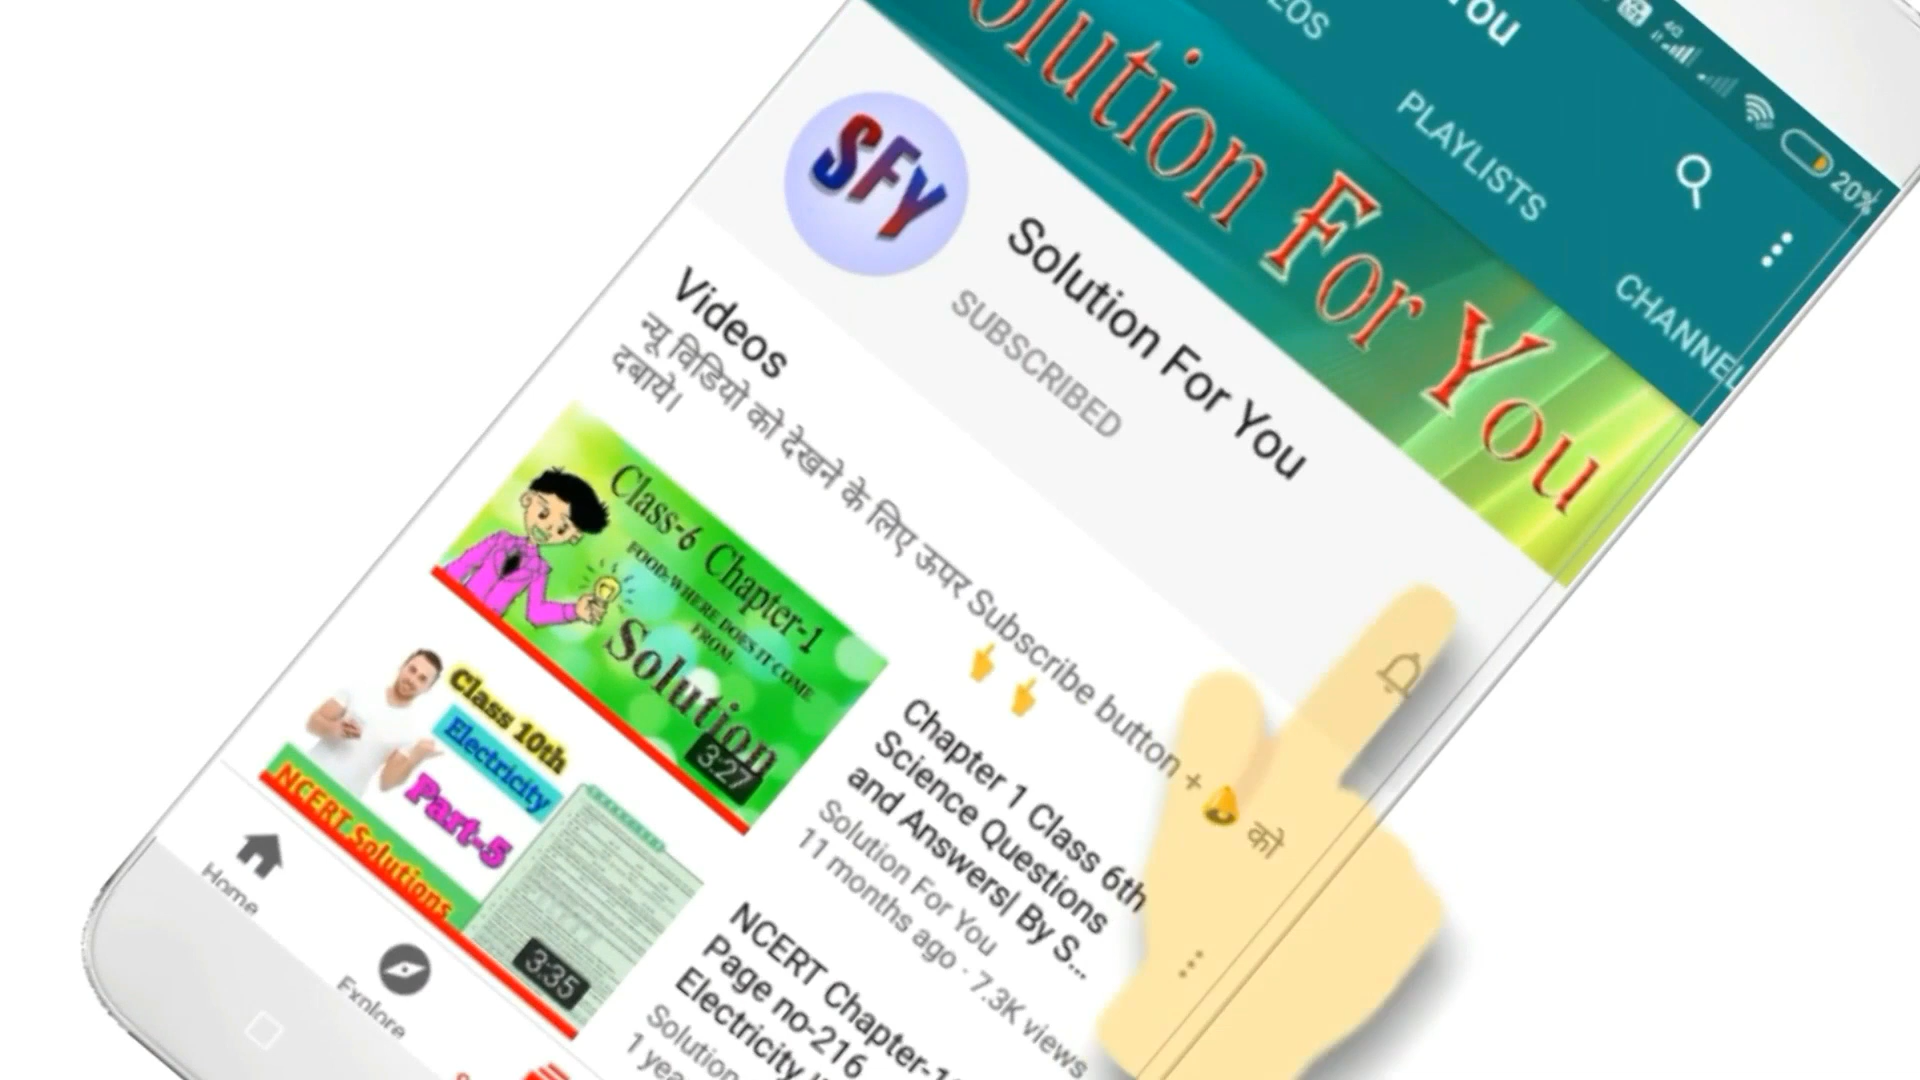 You
20%
EOS
PLAYLISTS
CHANNEL
Solution For You
SFY
Solution For You
SUBSCRIBED
Videos
न्यू विडियो को देखने के लिए ऊपर Subscribe button + 🔔 को
दबाये।
👆 👆
Class-6 Chapter-1
FOOD: WHERE DOES IT COME
FROM.
Solution
3:27
Chapter 1 Class 6th
Science Questions
and Answers| By S...
Solution For You
11 months ago · 7.3K views
Class 10th
Electricity
Part-5
NCERT Solutions
3:35
NCERT Chapter-1
Page no-216
Electricity
Solution
1 yea
Home
Explore